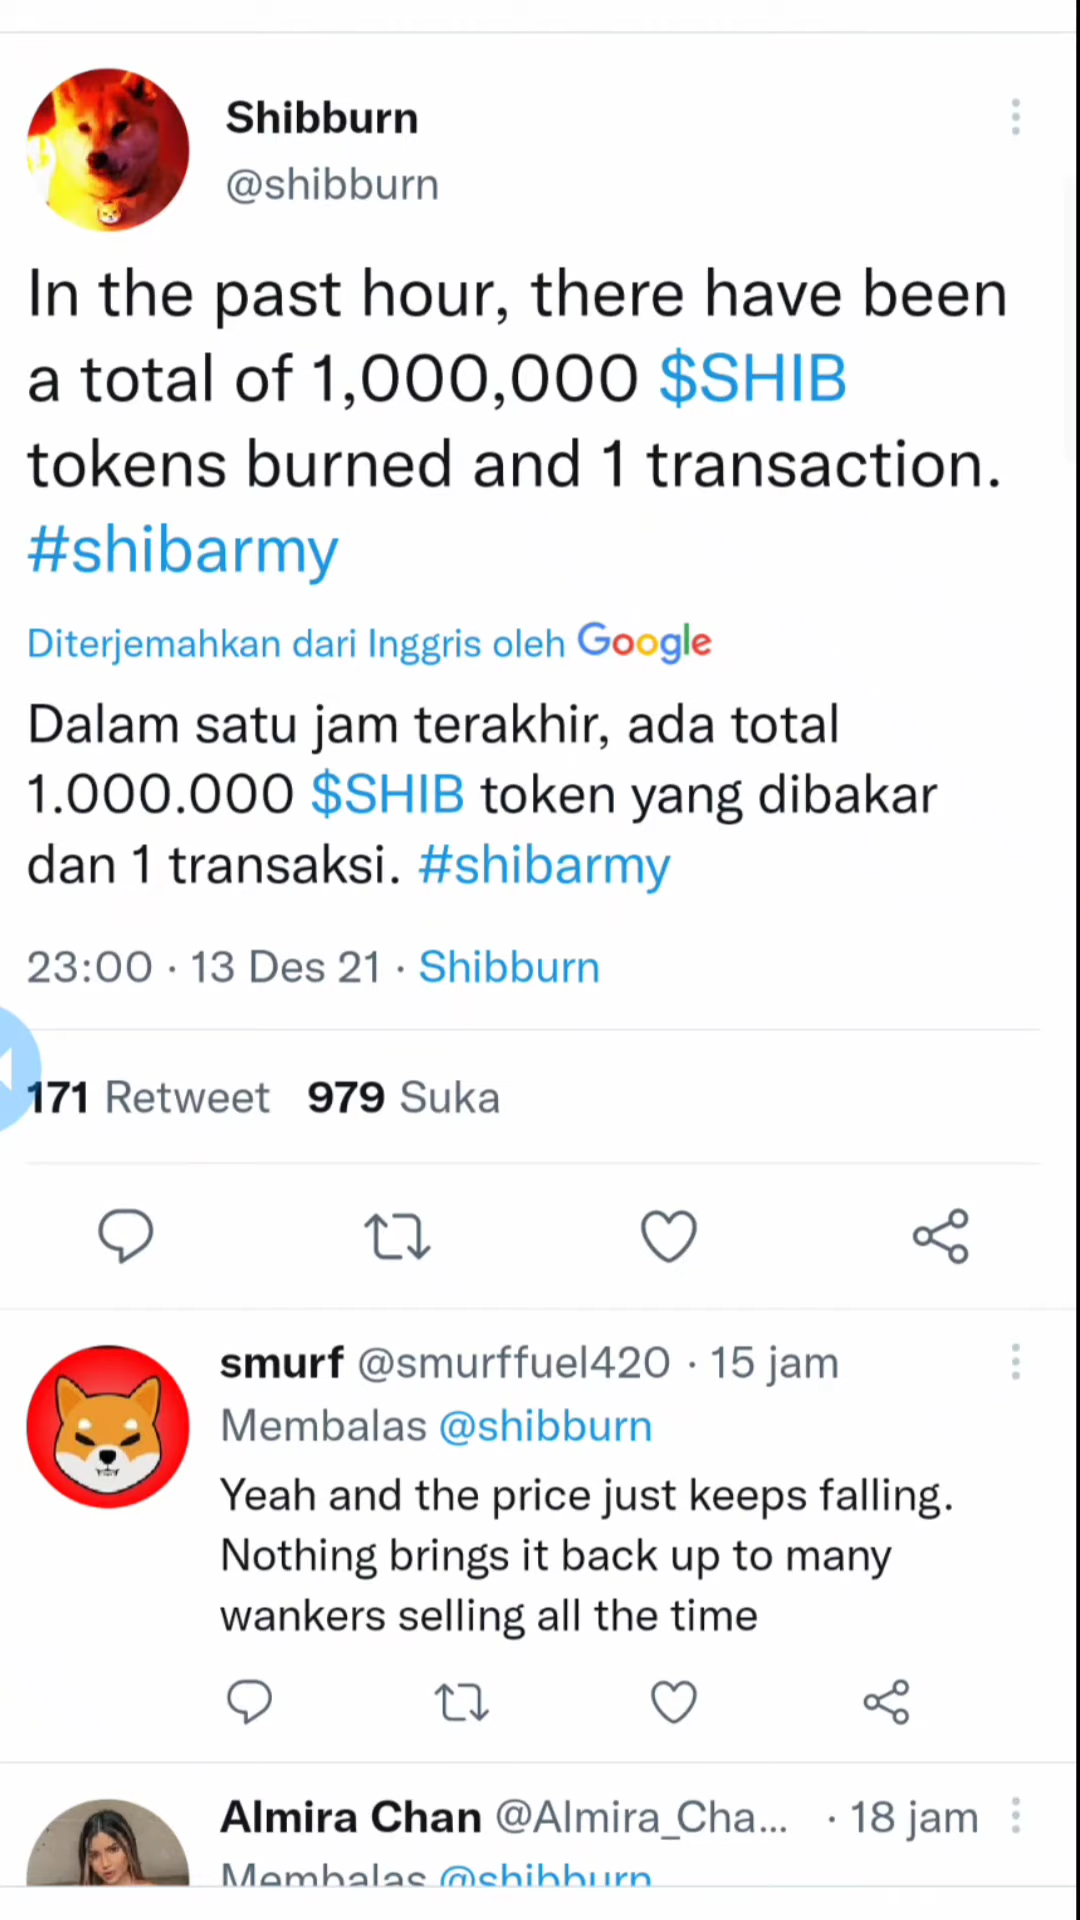 Shibburn
@shibburn
In the past hour, there have been
a total of 1,000,000 $SHIB
tokens burned and 1 transaction.
#shibarmy
Diterjemahkan dari Inggris oleh Google
Dalam satu jam terakhir, ada total
1.000.000 $SHIB token yang dibakar
dan 1 transaksi. #shibarmy
23:00 · 13 Des 21 · Shibburn
171 Retweet 979 Suka
smurf @smurffuel420 · 15 jam
Membalas @shibburn
Yeah and the price just keeps falling.
Nothing brings it back up to many
wankers selling all the time
Almira Chan @Almira_Cha... · 18 jam
Membalas @shibburn